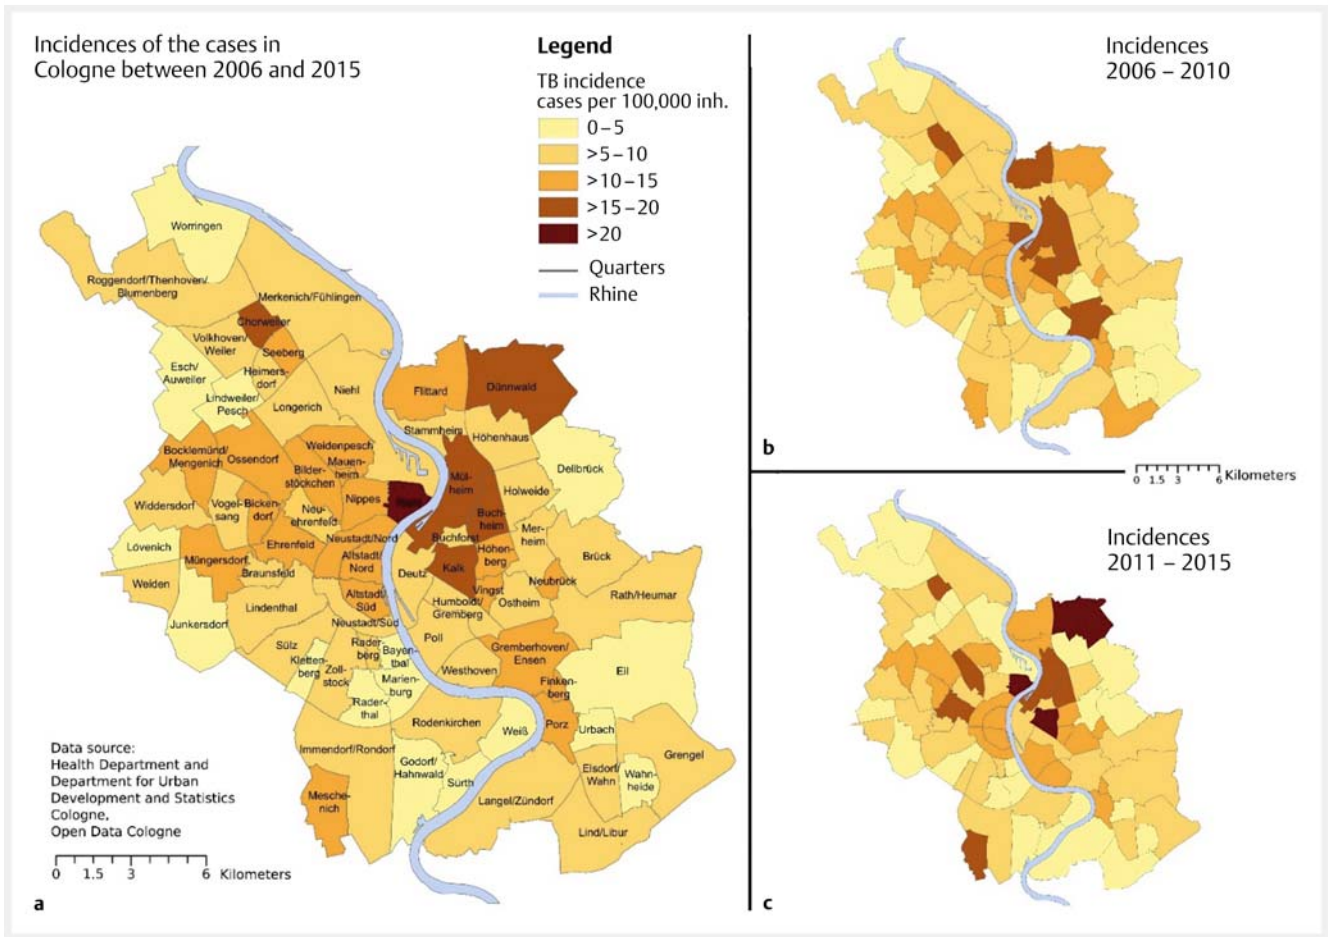 Incidences of the cases in
Cologne between 2006 and 2015
Legend
TB incidence
cases per 100,000 inh.
0–5
>5–10
>10–15
>15–20
>20
Quarters
Rhine
Worringen
Roggendorf/Thenhoven/
Blumenberg
Merkenich/Fühlingen
Chorweiler
Volkhoven/
Weiler
Seeberg
Esch/
Auweiler
Heimers-
dorf
Lindweiler/
Pesch
Longerich
Niehl
Flittard
Dünnwald
Stammheim
Höhenhaus
Bocklemünd/
Mengenich
Ossendorf
Weidenpesch
Mauen-
heim
Bilder-
stöckchen
Mül-
heim
Dellbrück
Holweide
Widdersdorf
Vogel-
sang
Bicken-
dorf
Neu-
ehrenfeld
Nippes
Buch-
heim
Mer-
heim
Lövenich
Müngersdorf
Ehrenfeld
Neustadt/Nord
Buchforst
Höhen-
berg
Brück
Weiden
Braunsfeld
Altstadt/
Nord
Deutz
Kalk
Vingst
Neubrück
Rath/Heumar
Junkersdorf
Lindenthal
Altstadt/
Süd
Neustadt/Süd
Humboldt/
Gremberg
Ostheim
Sülz
Rader-
berg
Bayen-
thal
Poll
Gremberhoven/
Ensen
Kletten-
berg
Zoll-
stock
Marien-
burg
Westhoven
Finken-
berg
Eil
Rader-
thal
Rodenkirchen
Weiß
Porz
Urbach
Immendorf/Rondorf
Godorf/
Hahnwald
Sürth
Elsdorf/
Wahn
Wahn-
heide
Grengel
Mesche-
nich
Langel/Zündorf
Lind/Libur
Data source:
Health Department and
Department for Urban
Development and Statistics
Cologne,
Open Data Cologne
0 1.5 3 6 Kilometers
a
Incidences
2006 – 2010
b
0 1.5 3 6 Kilometers
Incidences
2011 – 2015
c